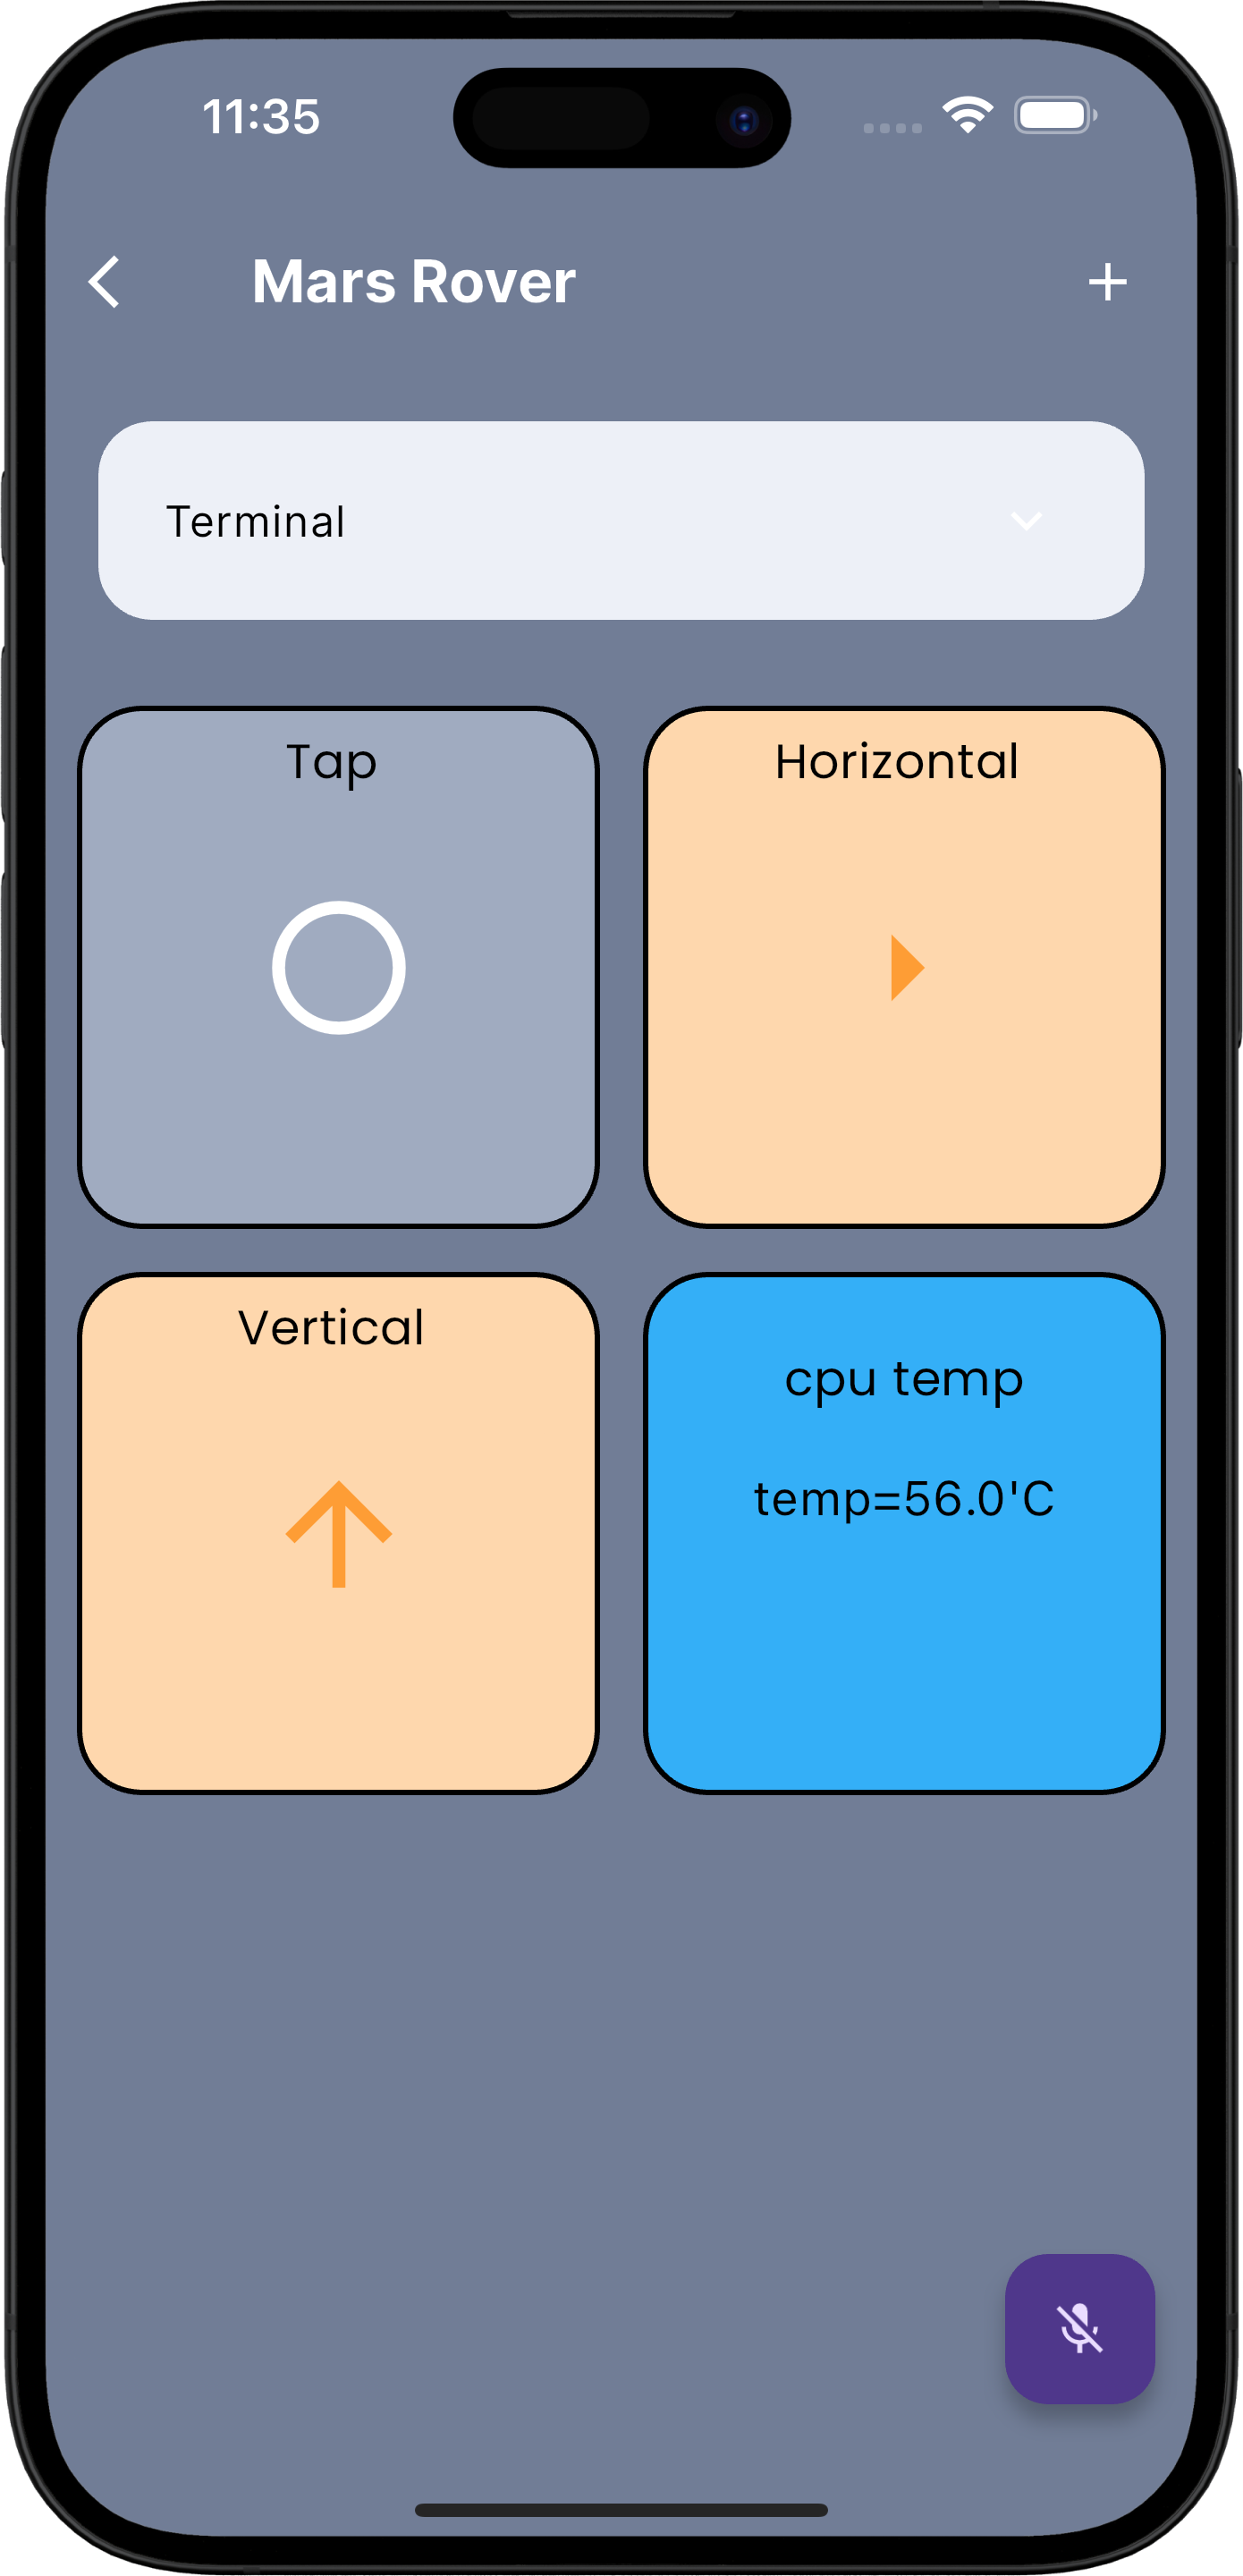 11:35
Mars Rover
Terminal
Tap
Horizontal
Vertical
cpu temp
temp=56.0'C